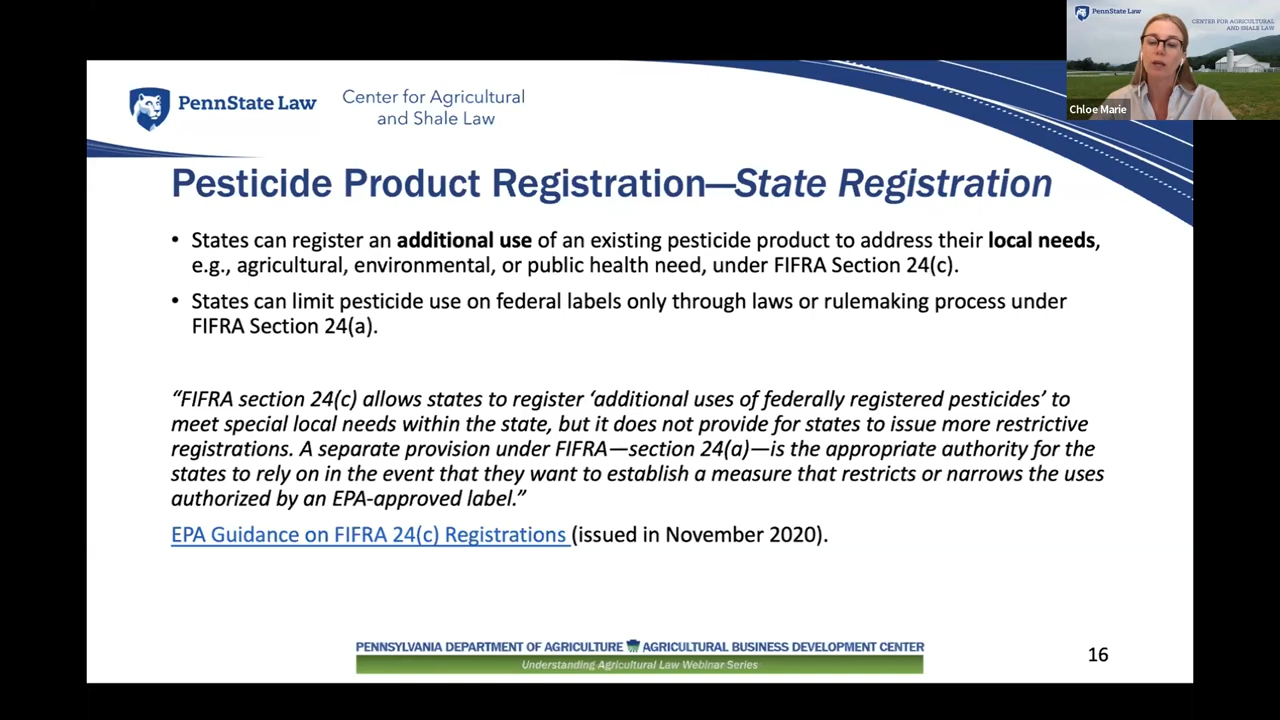 PennState Law
CENTER FOR AGRICULTURAL
AND SHALE LAW
Chloe Marie
PennState Law
Center for Agricultural
and Shale Law
Pesticide Product Registration—State Registration
• States can register an additional use of an existing pesticide product to address their local needs,
e.g., agricultural, environmental, or public health need, under FIFRA Section 24(c).
• States can limit pesticide use on federal labels only through laws or rulemaking process under
FIFRA Section 24(a).
“FIFRA section 24(c) allows states to register ‘additional uses of federally registered pesticides’ to
meet special local needs within the state, but it does not provide for states to issue more restrictive
registrations. A separate provision under FIFRA—section 24(a)—is the appropriate authority for the
states to rely on in the event that they want to establish a measure that restricts or narrows the uses
authorized by an EPA-approved label.”
EPA Guidance on FIFRA 24(c) Registrations (issued in November 2020).
PENNSYLVANIA DEPARTMENT OF AGRICULTURE AGRICULTURAL BUSINESS DEVELOPMENT CENTER
Understanding Agricultural Law Webinar Series
16